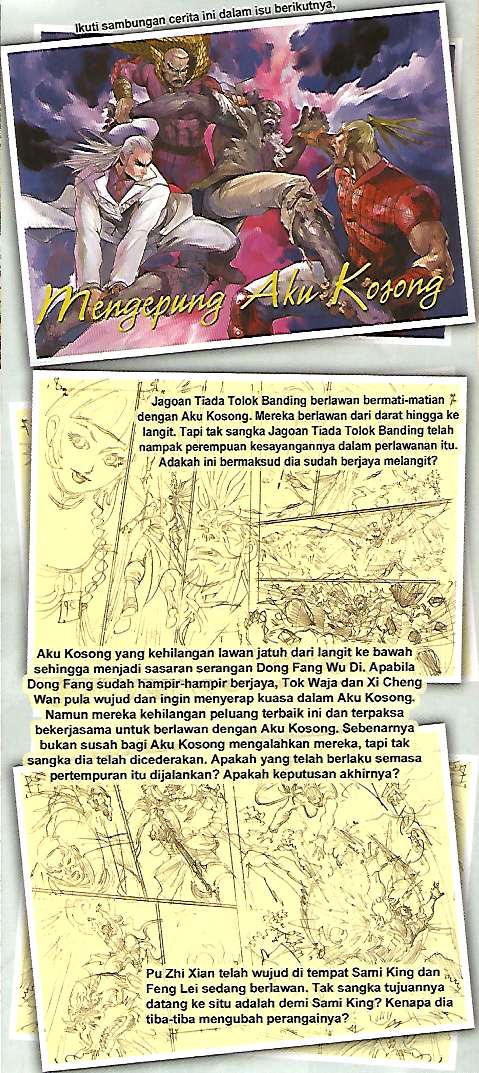 Ikuti sambungan cerita ini dalam isu berikutnya,
Mengepung Aku Kosong
Jagoan Tiada Tolok Banding berlawan bermati-matian
dengan Aku Kosong. Mereka berlawan dari darat hingga ke
langit. Tapi tak sangka Jagoan Tiada Tolok Banding telah
nampak perempuan kesayangannya dalam perlawanan itu.
Adakah ini bermaksud dia sudah berjaya melangit?
Aku Kosong yang kehilangan lawan jatuh dari langit ke bawah
sehingga menjadi sasaran serangan Dong Fang Wu Di. Apabila
Dong Fang sudah hampir-hampir berjaya, Tok Waja dan Xi Cheng
Wan pula wujud dan ingin menyerap kuasa dalam Aku Kosong.
Namun mereka kehilangan peluang terbaik ini dan terpaksa
bekerjasama untuk berlawan dengan Aku Kosong. Sebenarnya
bukan susah bagi Aku Kosong mengalahkan mereka, tapi tak
sangka dia telah dicederakan. Apakah yang telah berlaku semasa
pertempuran itu dijalankan? Apakah keputusan akhirnya?
Pu Zhi Xian telah wujud di tempat Sami King dan
Feng Lei sedang berlawan. Tak sangka tujuannya
datang ke situ adalah demi Sami King? Kenapa dia
tiba-tiba mengubah perangainya?